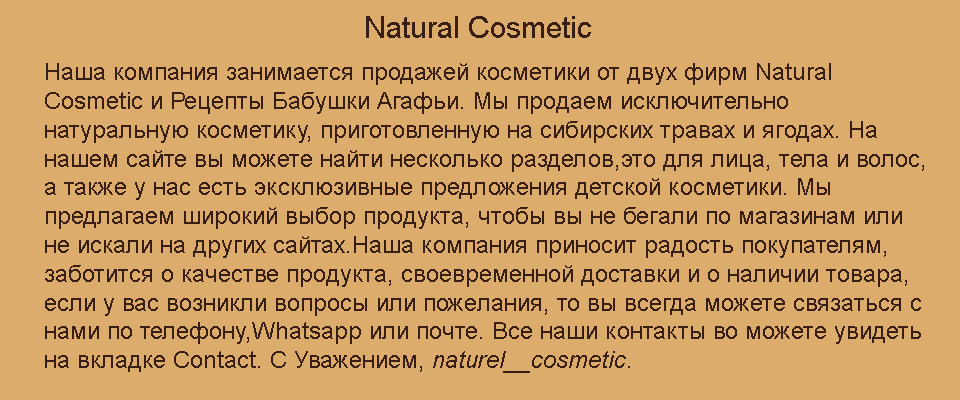 Natural Cosmetic
Наша компания занимается продажей косметики от двух фирм Natural
Cosmetic и Рецепты Бабушки Агафьи. Мы продаем исключительно
натуральную косметику, приготовленную на сибирских травах и ягодах. На
нашем сайте вы можете найти несколько разделов,это для лица, тела и волос,
а также у нас есть эксклюзивные предложения детской косметики. Мы
предлагаем широкий выбор продукта, чтобы вы не бегали по магазинам или
не искали на других сайтах.Наша компания приносит радость покупателям,
заботится о качестве продукта, своевременной доставки и о наличии товара,
если у вас возникли вопросы или пожелания, то вы всегда можете связаться с
нами по телефону,Whatsapp или почте. Все наши контакты во можете увидеть
на вкладке Contact. С Уважением, naturel__cosmetic.